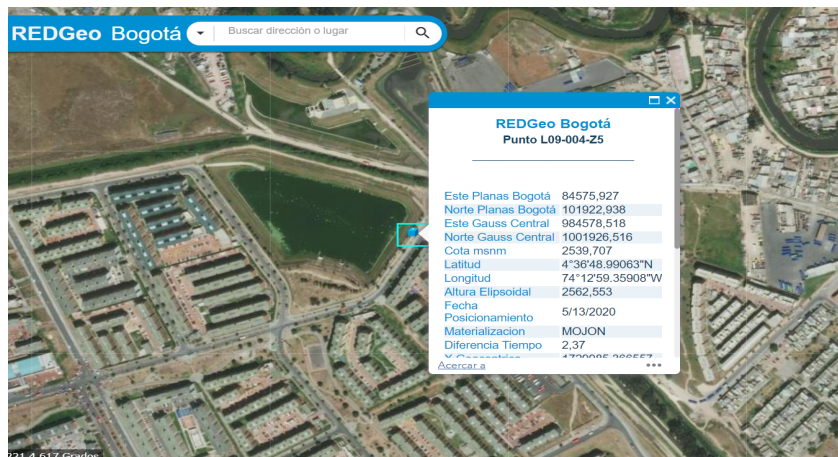 REDGeo Bogotá
Buscar dirección o lugar
REDGeo Bogotá
Punto L09-004-Z5
Este Planas Bogotá 84575,927
Norte Planas Bogotá 101922,938
Este Gauss Central 984578,518
Norte Gauss Central 1001926,516
Cota msnm 2539,707
Latitud 4°36'48.99063"N
Longitud 74°12'59.35908"W
Altura Elipsoidal 2562,553
Fecha
Posicionamiento 5/13/2020
Materializacion MOJON
Diferencia Tiempo 2,37
Acercar a
Grados